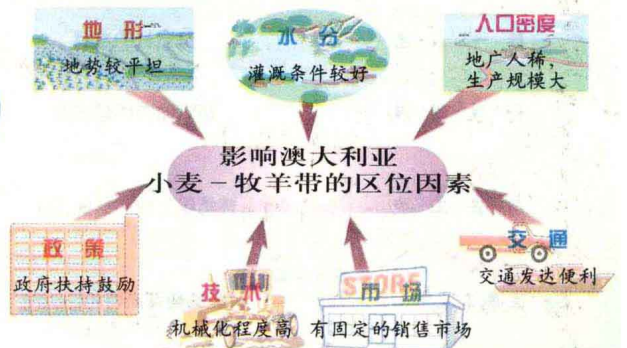 地形
地势较平坦
水分
灌溉条件较好
人口密度
地广人稀，
生产规模大
影响澳大利亚
小麦－牧羊带的区位因素
政策
政府扶持鼓励
技术
机械化程度高
STORE
市场
有固定的销售市场
交通
交通发达便利